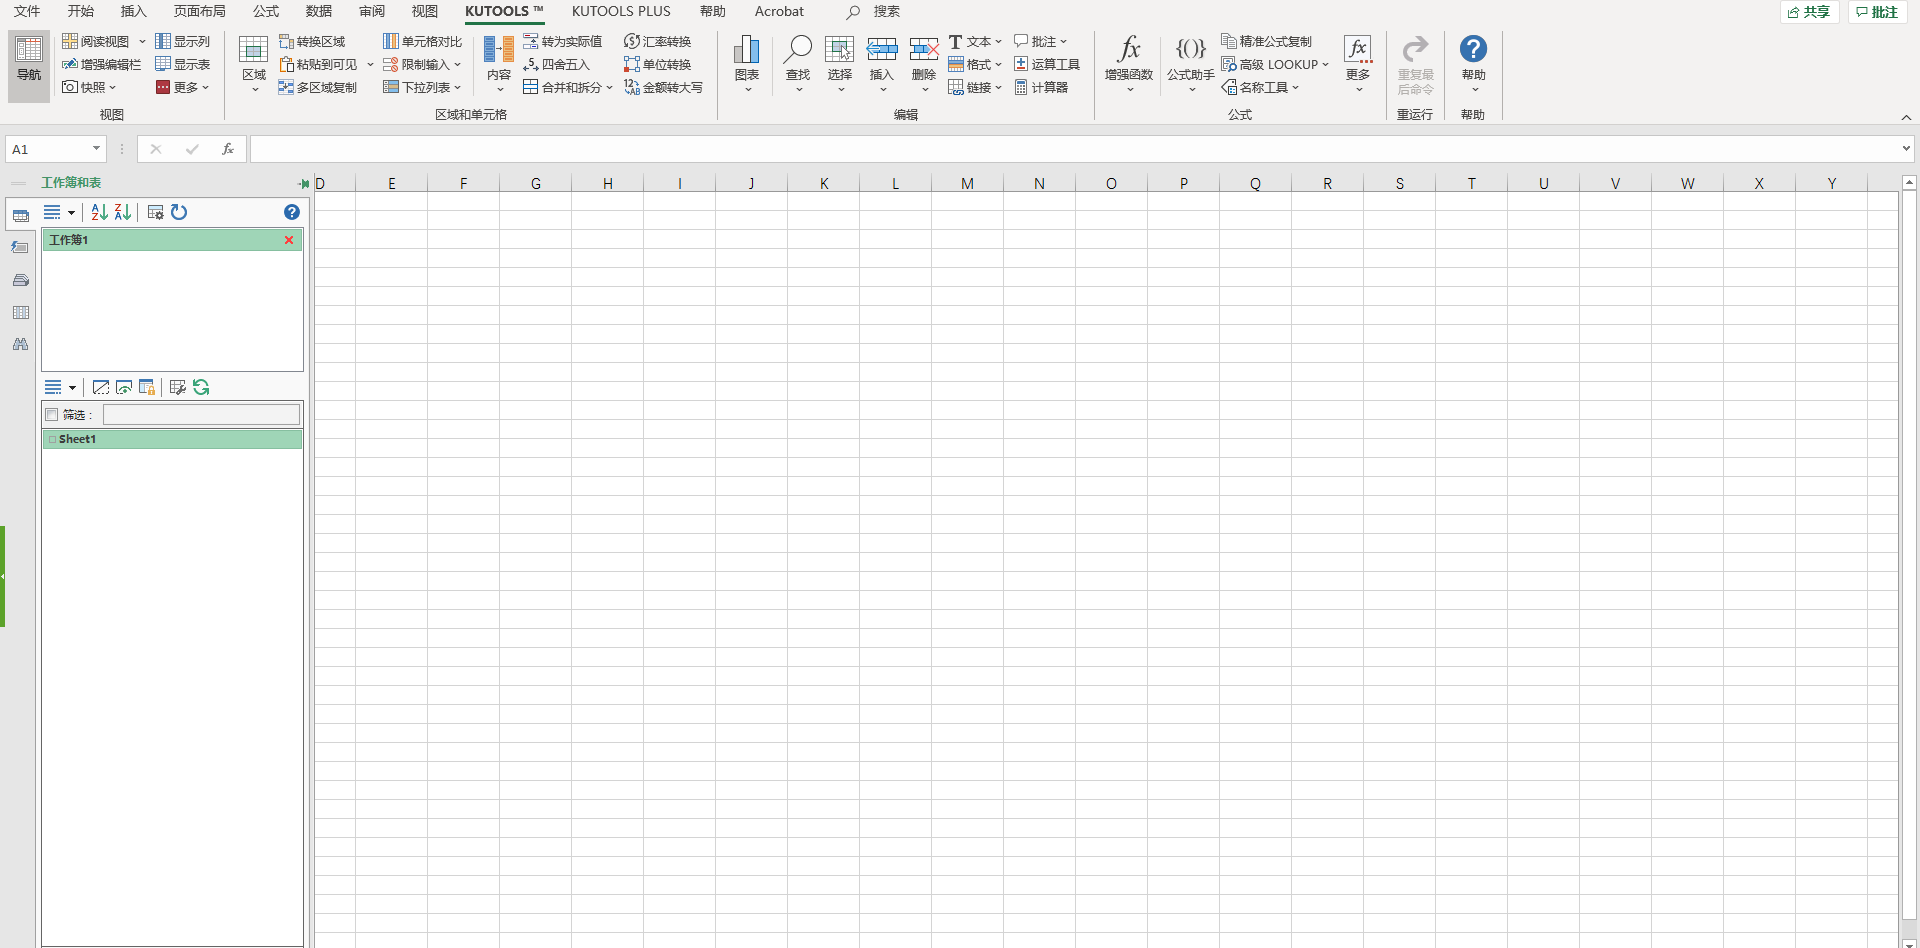 文件 开始 插入 页面布局 公式 数据 审阅 视图 KUTOOLS ™ KUTOOLS PLUS 帮助 Acrobat 搜索 共享 批注
阅读视图 显示列 转换区域 单元格对比 转为实际值 汇率转换 文本 批注 精准公式复制
导航 增强编辑栏 显示表 区域 粘贴到可见 限制输入 内容 四舍五入 单位转换 图表 查找 选择 插入 删除 格式 运算工具 增强函数 公式助手 高级 LOOKUP 更多 重复最后命令 帮助
快照 更多 多区域复制 下拉列表 合并和拆分 金额转大写 链接 计算器 名称工具
视图 区域和单元格 编辑 公式 重运行 帮助
A1 fx
工作簿和表 D E F G H I J K L M N O P Q R S T U V W X Y
工作簿1
筛选：
Sheet1